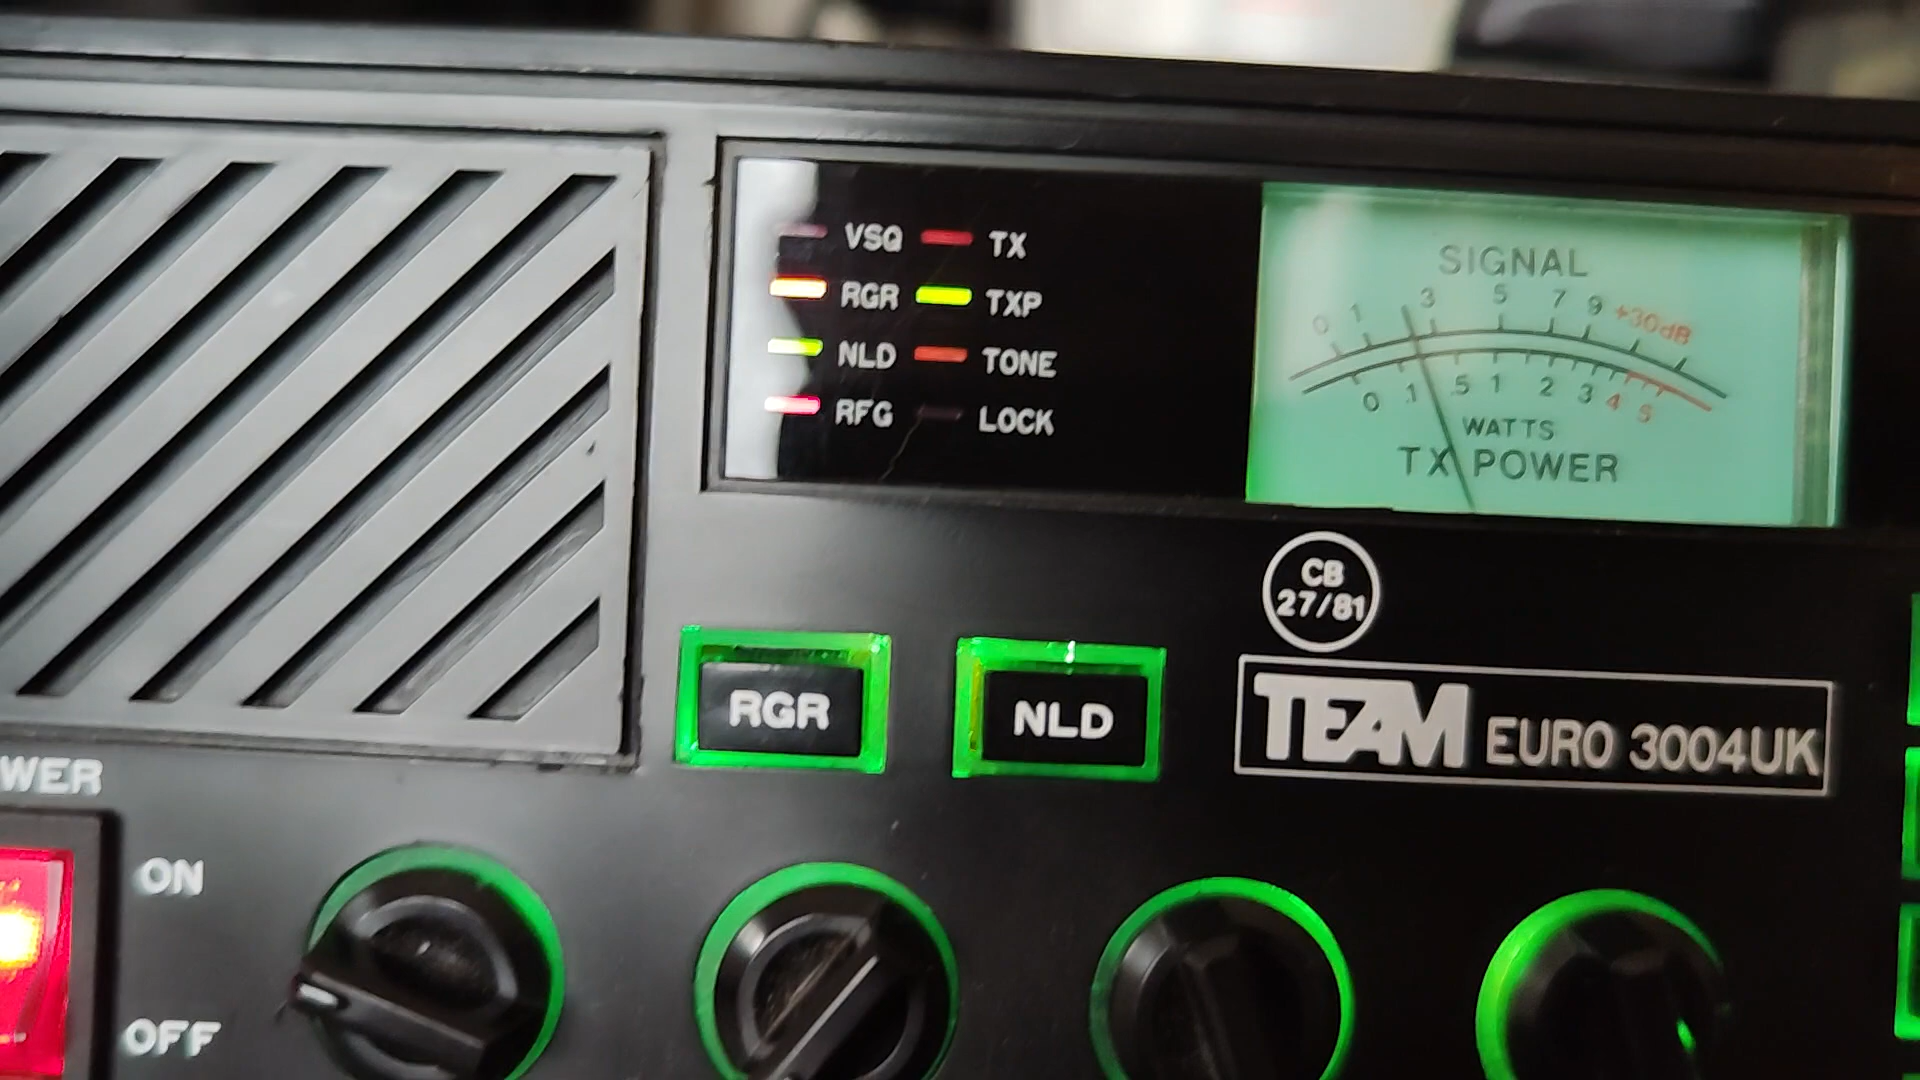 VSQ TX
RGR TXP
NLD TONE
RFG LOCK
SIGNAL
0 1 3 5 7 9 +30dB
0 .1 .5 1 2 3 4 5
WATTS
TX POWER
CB
27/81
RGR NLD
TEAM EURO 3004UK
WER
ON
OFF